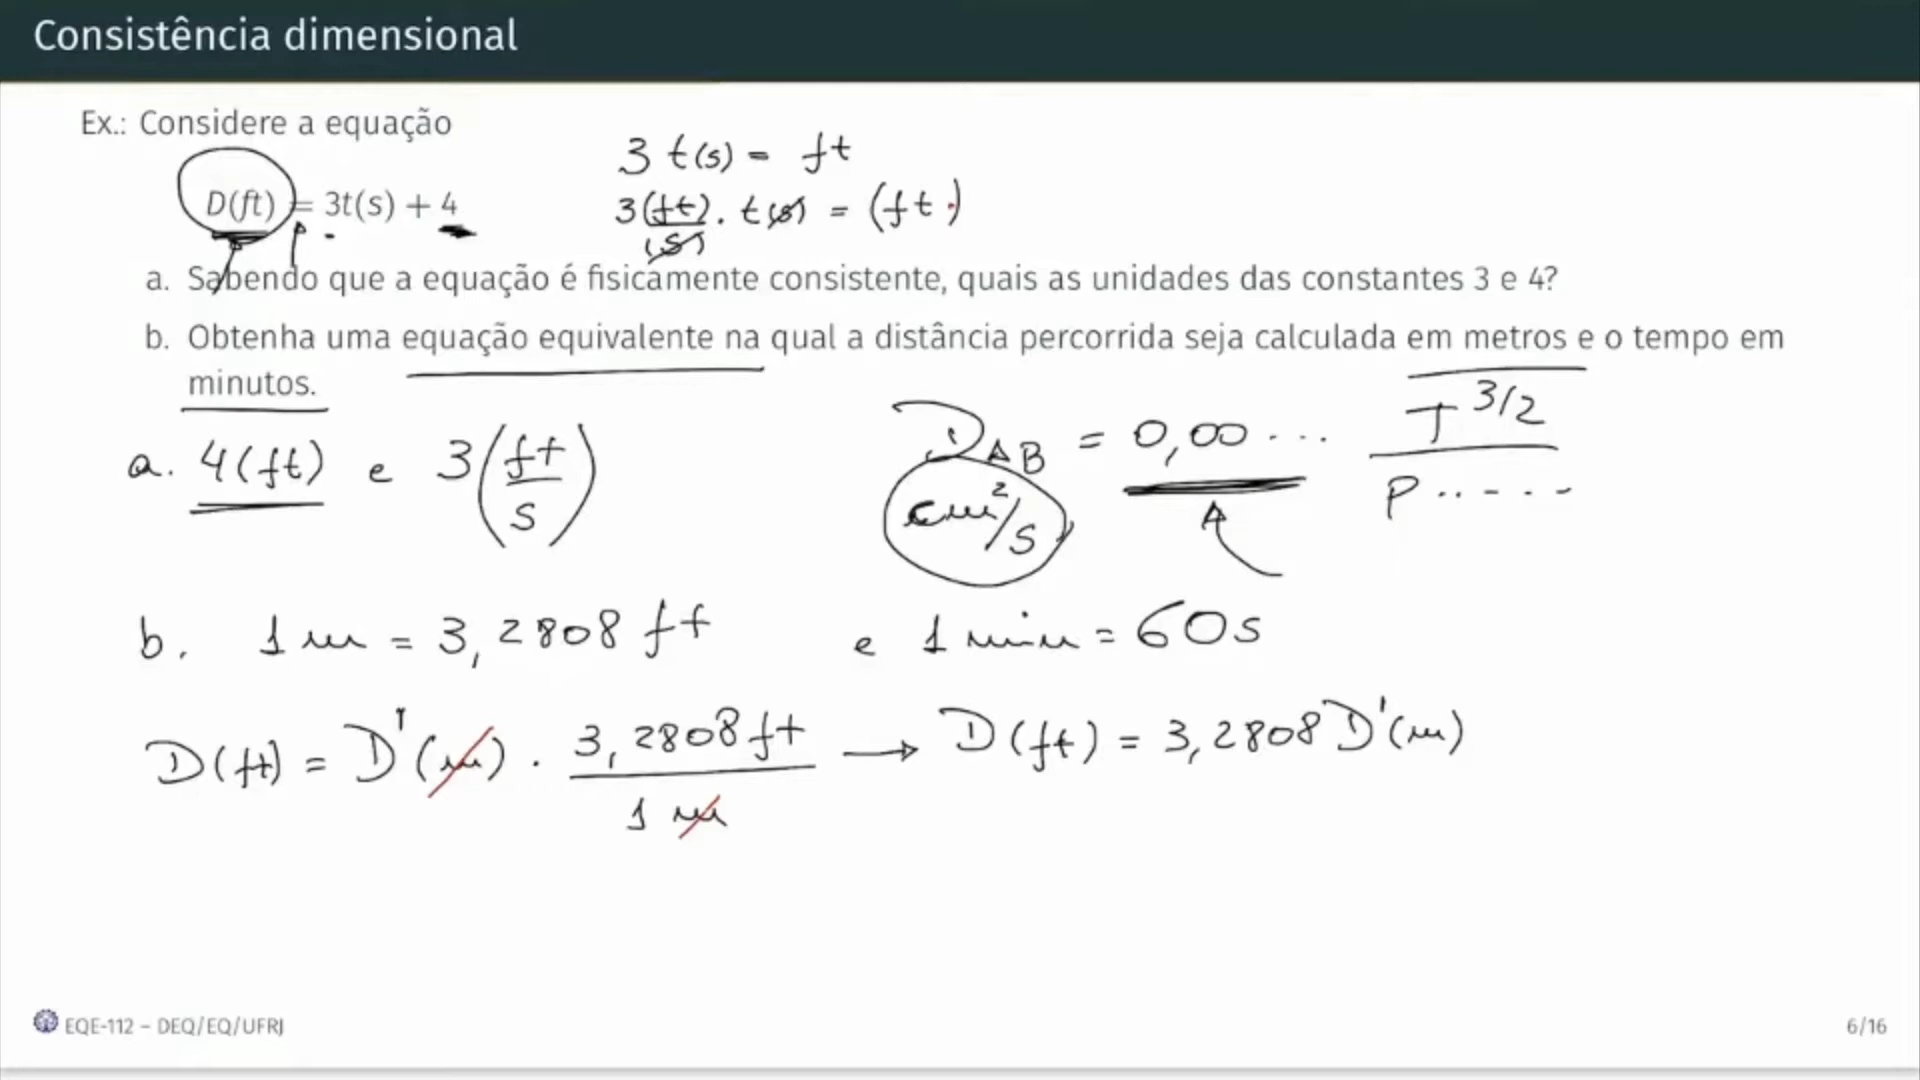 Consistência dimensional
Ex.: Considere a equação
D(ft) = 3t(s) + 4
3 t(s) = ft
3(ft)/(s) . t(s) = (ft)
a. Sabendo que a equação é fisicamente consistente, quais as unidades das constantes 3 e 4?
b. Obtenha uma equação equivalente na qual a distância percorrida seja calculada em metros e o tempo em
minutos.
a. 4(ft) e 3(ft/s)
D_AB = 0,00... T^3/2 / P.....
cm²/s
b. 1 m = 3,2808 ft e 1 min = 60s
D(ft) = D'(m) . 3,2808 ft / 1 m → D(ft) = 3,2808 D'(m)
EQE-112 – DEQ/EQ/UFRJ
6/16